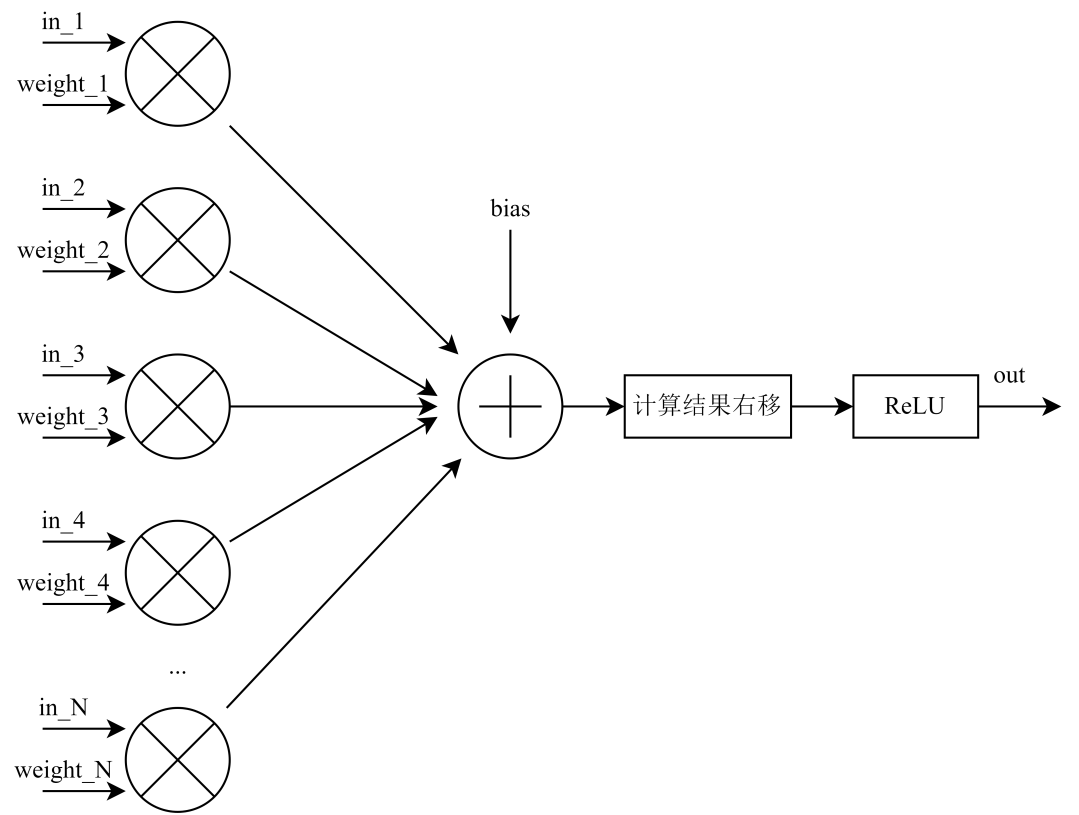 in_1
weight_1
in_2
weight_2
bias
in_3
weight_3
计算结果右移
ReLU
out
in_4
weight_4
...
in_N
weight_N